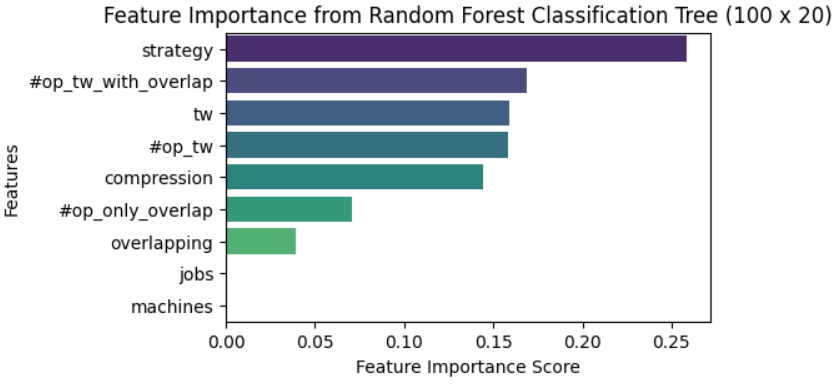 Feature Importance from Random Forest Classification Tree (100 x 20)
strategy
#op_tw_with_overlap
tw
#op_tw
compression
#op_only_overlap
overlapping
jobs
machines
Features
0.00 0.05 0.10 0.15 0.20 0.25
Feature Importance Score